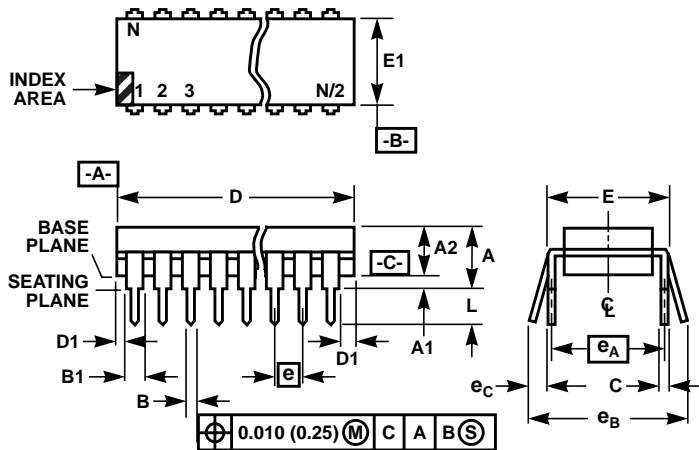 N
E1
INDEX
AREA
1 2 3 N/2
-B-
-A-
D
E
BASE
PLANE
A2
A
-C-
SEATING
PLANE
L
C
L
D1
A1
D1
eA
B1
e
eC
C
B
eB
0.010 (0.25) M C A B S